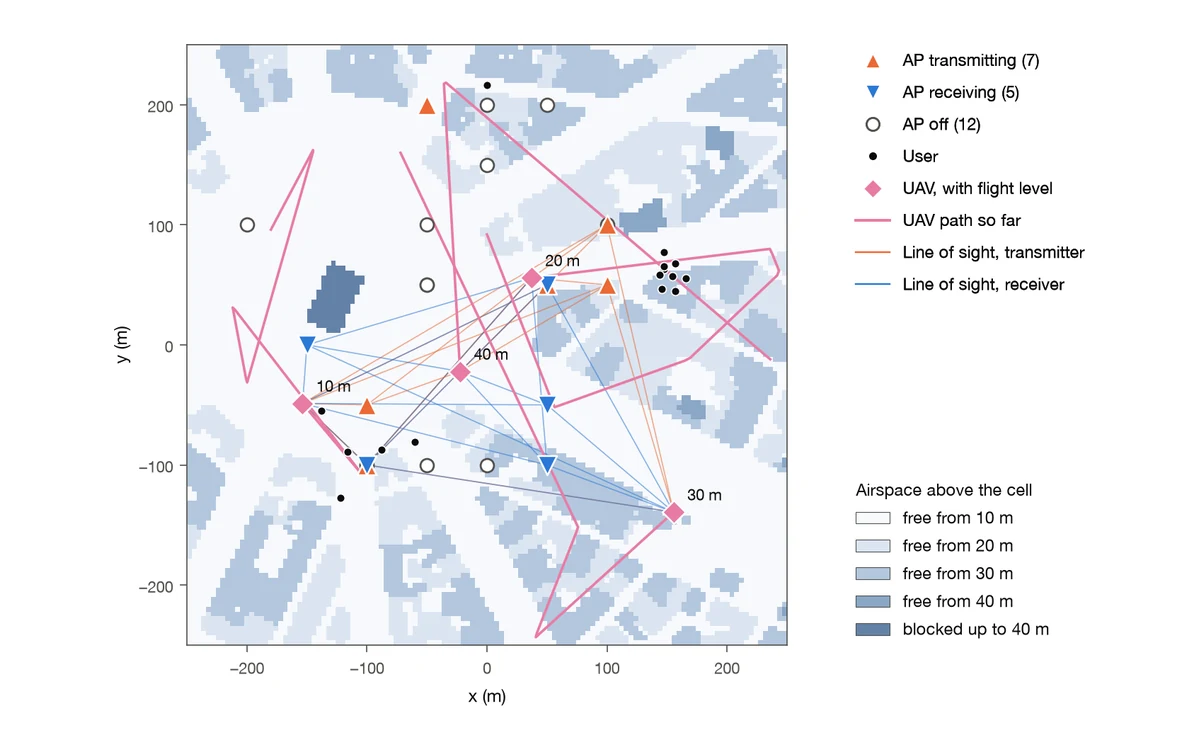 AP transmitting (7)
AP receiving (5)
AP off (12)
User
UAV, with flight level
UAV path so far
Line of sight, transmitter
Line of sight, receiver
Airspace above the cell
free from 10 m
free from 20 m
free from 30 m
free from 40 m
blocked up to 40 m
20 m
40 m
10 m
30 m
200
100
0
−100
−200
y (m)
−200
−100
0
100
200
x (m)